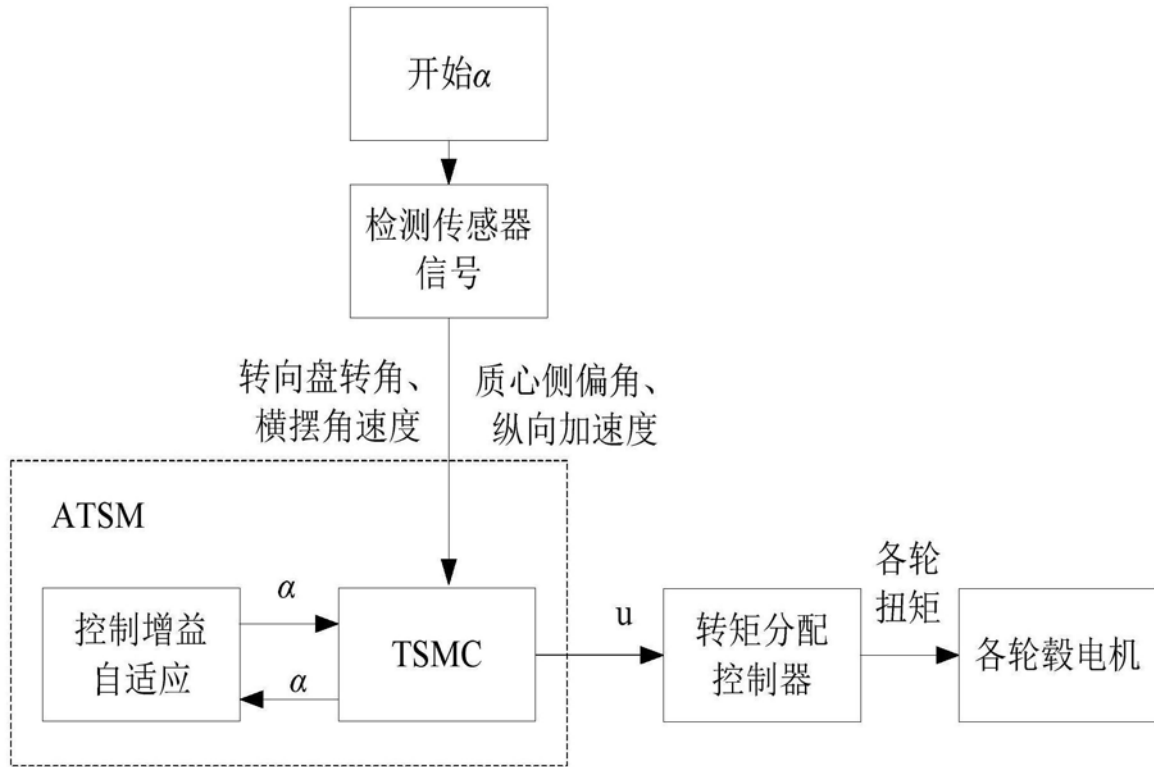 开始α
检测传感器
信号
转向盘转角、
横摆角速度
质心侧偏角、
纵向加速度
ATSM
控制增益
自适应
α
α
TSMC
u
转矩分配
控制器
各轮
扭矩
各轮毂电机